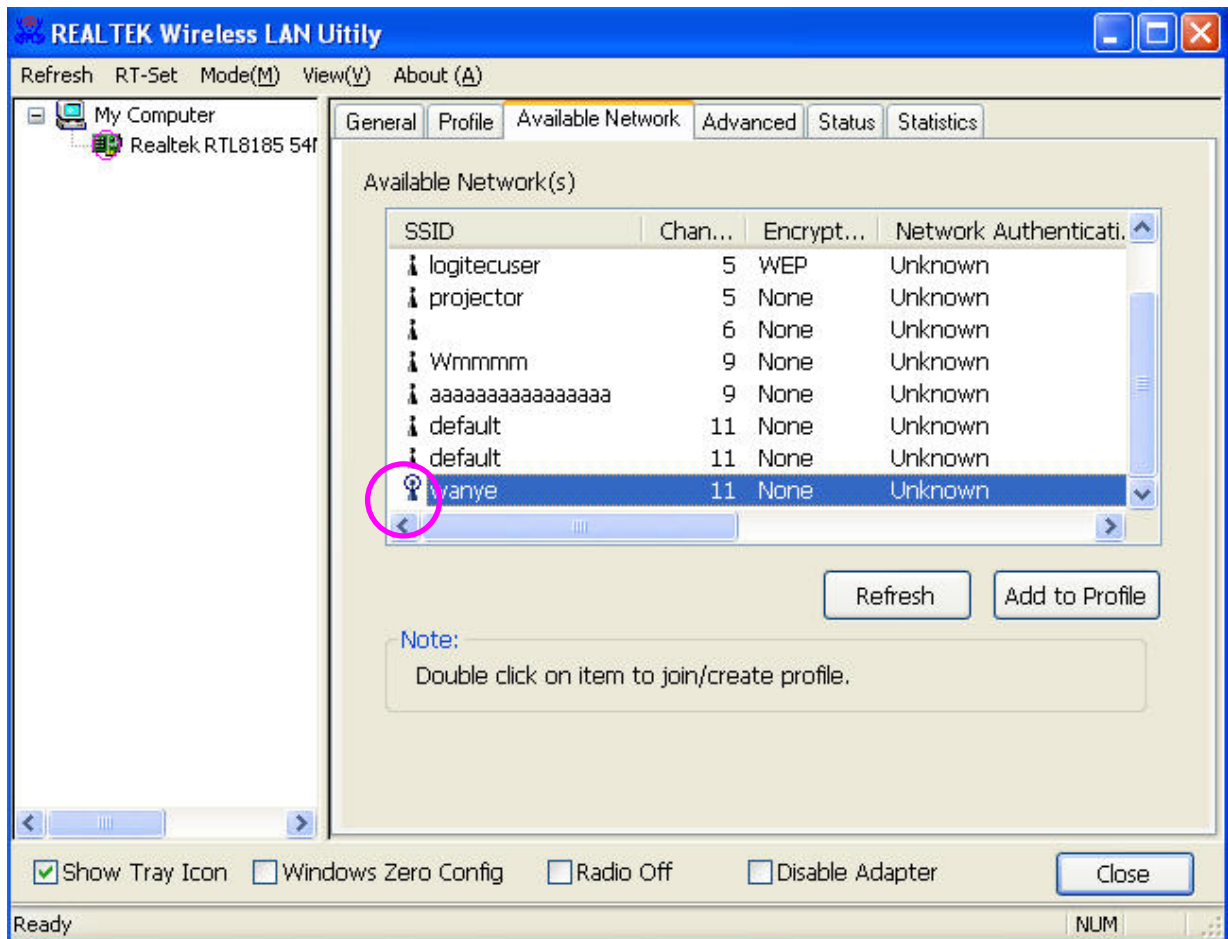 REALTEK Wireless LAN Uitily
Refresh RT-Set Mode(M) View(V) About (A)
My Computer
Realtek RTL8185 54
General Profile Available Network Advanced Status Statistics
Available Network(s)
SSID Chan... Encrypt... Network Authenticati.
logitecuser 5 WEP Unknown
projector 5 None Unknown
6 None Unknown
Wmmmm 9 None Unknown
aaaaaaaaaaaaaaaa 9 None Unknown
default 11 None Unknown
default 11 None Unknown
wanye 11 None Unknown
Refresh Add to Profile
Note:
Double click on item to join/create profile.
Show Tray Icon Windows Zero Config Radio Off Disable Adapter Close
Ready NUM